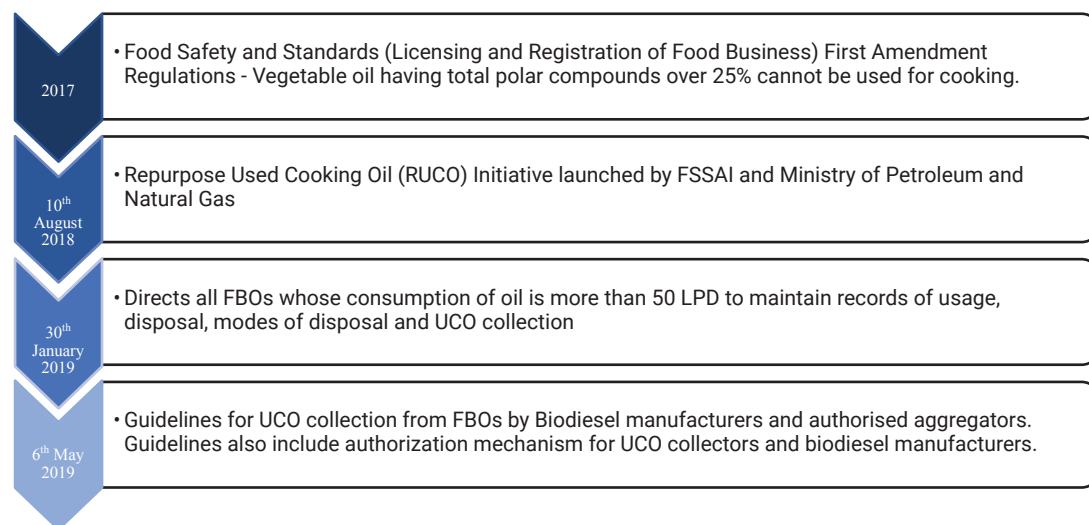 2017
• Food Safety and Standards (Licensing and Registration of Food Business) First Amendment
Regulations - Vegetable oil having total polar compounds over 25% cannot be used for cooking.
10th
August
2018
• Repurpose Used Cooking Oil (RUCO) Initiative launched by FSSAI and Ministry of Petroleum and
Natural Gas
30th
January
2019
• Directs all FBOs whose consumption of oil is more than 50 LPD to maintain records of usage,
disposal, modes of disposal and UCO collection
6th May
2019
• Guidelines for UCO collection from FBOs by Biodiesel manufacturers and authorised aggregators.
Guidelines also include authorization mechanism for UCO collectors and biodiesel manufacturers.